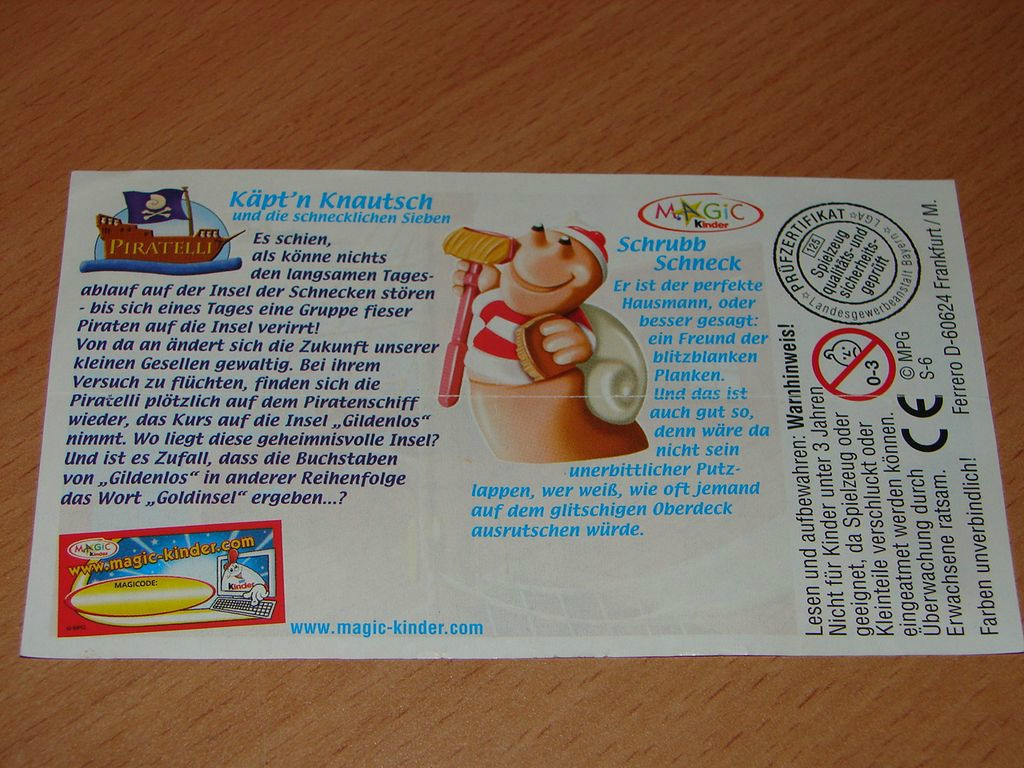 PIRATELLI
Käpt'n Knautsch
und die schnecklichen Sieben
Es schien,
als könne nichts
den langsamen Tages-
ablauf auf der Insel der Schnecken stören
- bis sich eines Tages eine Gruppe fieser
Piraten auf die Insel verirrt!
Von da an ändert sich die Zukunft unserer
kleinen Gesellen gewaltig. Bei ihrem
Versuch zu flüchten, finden sich die
Piratelli plötzlich auf dem Piratenschiff
wieder, das Kurs auf die Insel „Gildenlos"
nimmt. Wo liegt diese geheimnisvolle Insel?
Und ist es Zufall, dass die Buchstaben
von „Gildenlos" in anderer Reihenfolge
das Wort „Goldinsel" ergeben...?
MAGiC
Kinder
www.magic-kinder.com
MAGICODE:
Kinder
www.magic-kinder.com
MAGiC
Kinder
Schrubb
Schneck
Er ist der perfekte
Hausmann, oder
besser gesagt:
ein Freund der
blitzblanken
Planken.
Und das ist
auch gut so,
denn wäre da
nicht sein
unerbittlicher Putz-
lappen, wer weiß, wie oft jemand
auf dem glitschigen Oberdeck
ausrutschen würde.
PRÜFZERTIFIKAT ☆ LGA ☆
Landesgewerbeanstalt Bayern
125
Spielzeug
qualitäts- und
sicherheits-
geprüft
0-3
Lesen und aufbewahren: Warnhinweis!
Nicht für Kinder unter 3 Jahren
geeignet, da Spielzeug oder
Kleinteile verschluckt oder
eingeatmet werden können.
Überwachung durch
Erwachsene ratsam.
Farben unverbindlich!
CE
© MPG
S-6
Ferrero D-60624 Frankfurt / M.